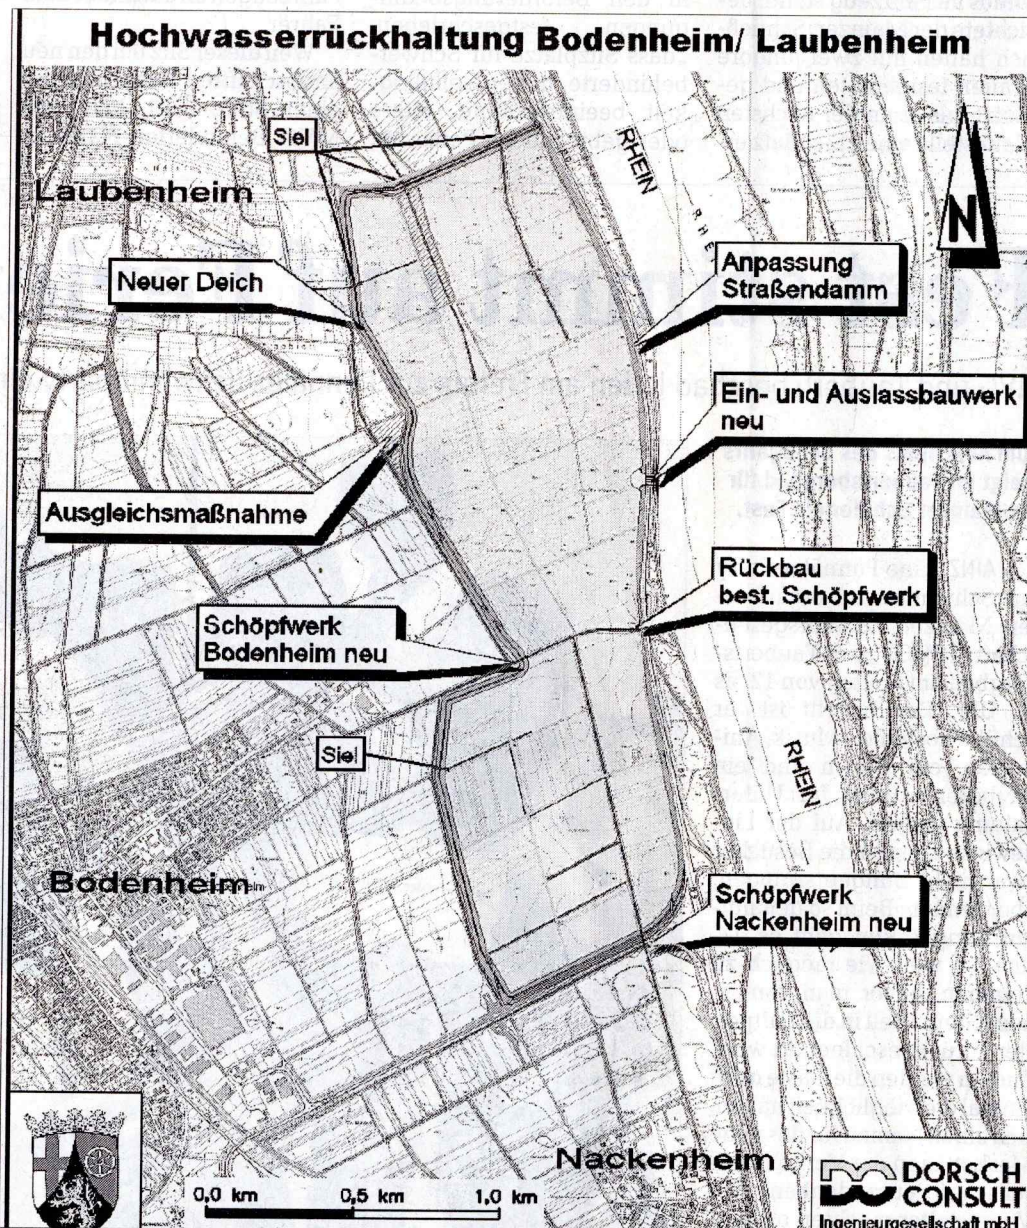 Hochwasserrückhaltung Bodenheim/ Laubenheim
Siel
Laubenheim
RHEIN
N
Neuer Deich
Anpassung
Straßendamm
Ein- und Auslassbauwerk
neu
Ausgleichsmaßnahme
Rückbau
best. Schöpfwerk
Schöpfwerk
Bodenheim neu
Siel
RHEIN
Bodenheim
Schöpfwerk
Nackenheim neu
Nackenheim
0,0 km 0,5 km 1,0 km
DORSCH
CONSULT
Ingenieurgesellschaft mbH